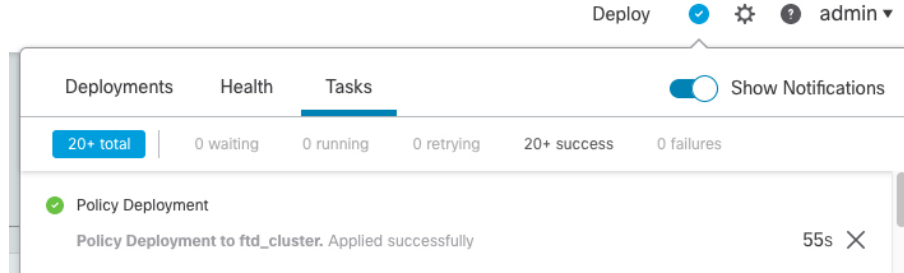 Deploy ? admin
Deployments Health Tasks Show Notifications
20+ total 0 waiting 0 running 0 retrying 20+ success 0 failures
Policy Deployment
Policy Deployment to ftd_cluster. Applied successfully 55s